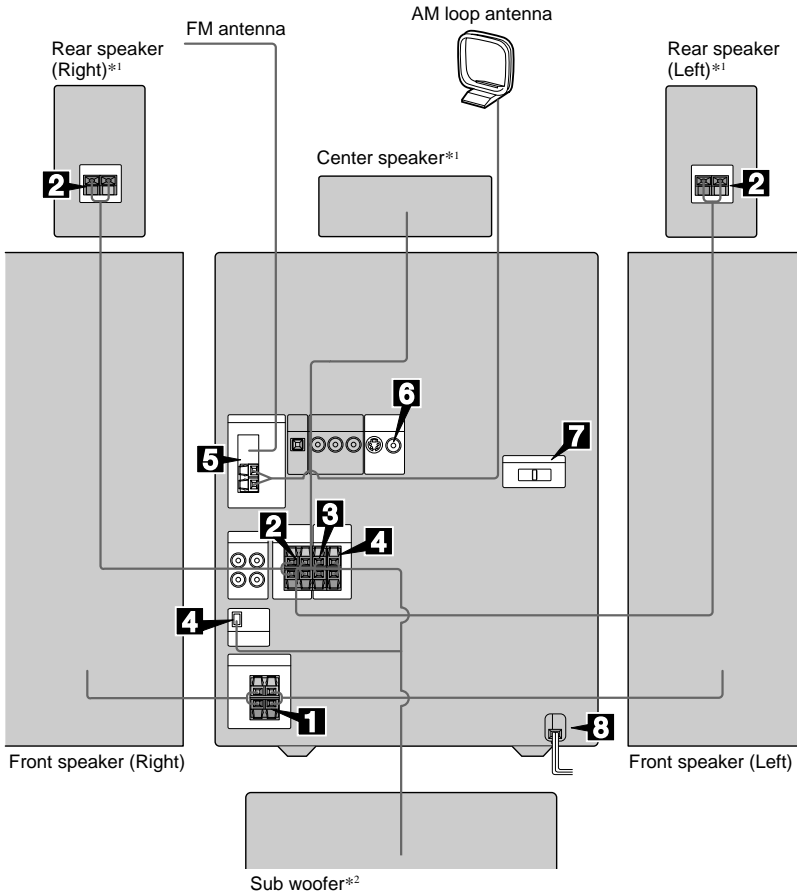 AM loop antenna
FM antenna
Rear speaker
(Right)*1
Rear speaker
(Left)*1
Center speaker*1
2
2
6
7
5
2
3
4
4
1
8
Front speaker (Right)
Front speaker (Left)
Sub woofer*2